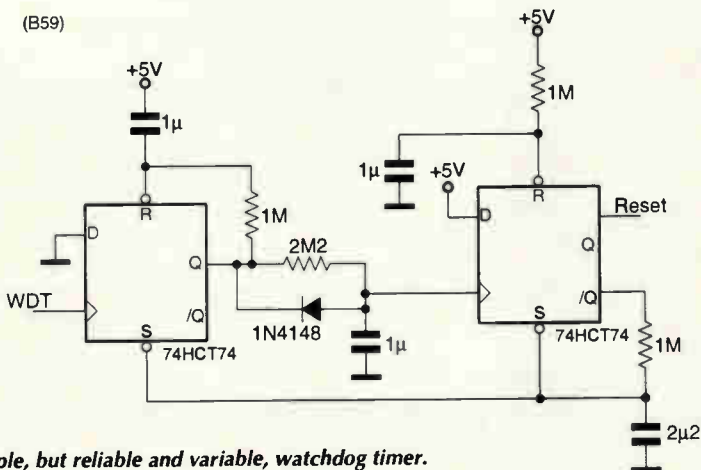 (B59)
+5V
+5V
1M
1µ
1µ
+5V
R
R
D
1M
D
Reset
2M2
Q
Q
WDT
/Q
/Q
1N4148
S
74HCT74
1µ
S
74HCT74
1M
2µ2
ple, but reliable and variable, watchdog timer.